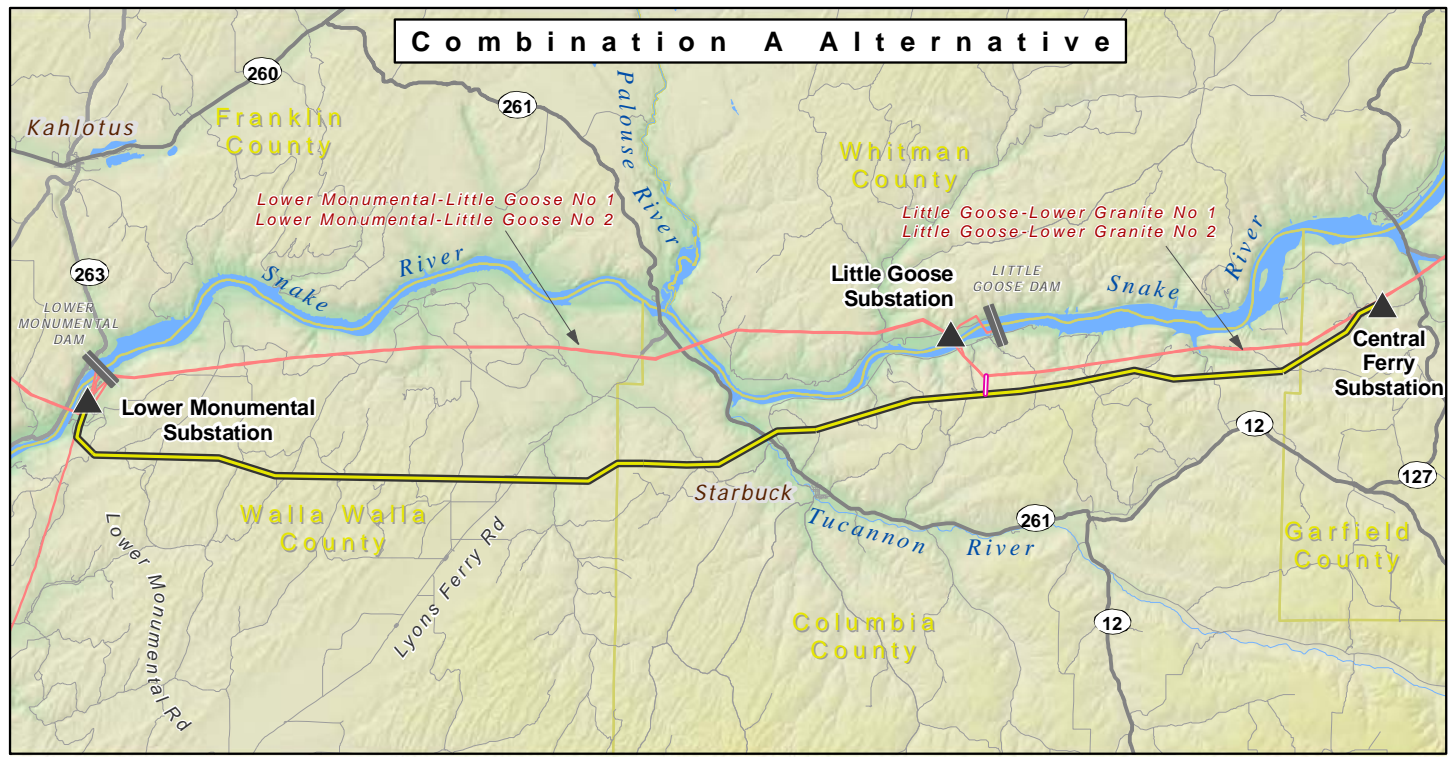 Combination A Alternative
260
261
Kahlotus
Franklin
County
Palouse River
Whitman
County
Lower Monumental-Little Goose No 1
Lower Monumental-Little Goose No 2
Little Goose-Lower Granite No 1
Little Goose-Lower Granite No 2
263
Snake River
Little Goose
Substation
LITTLE
GOOSE DAM
Snake River
LOWER
MONUMENTAL
DAM
Central
Ferry
Substation
Lower Monumental
Substation
12
127
Starbuck
Walla Walla
County
Tucannon River
261
Garfield
County
Lower Monumental Rd
Lyons Ferry Rd
Columbia
County
12